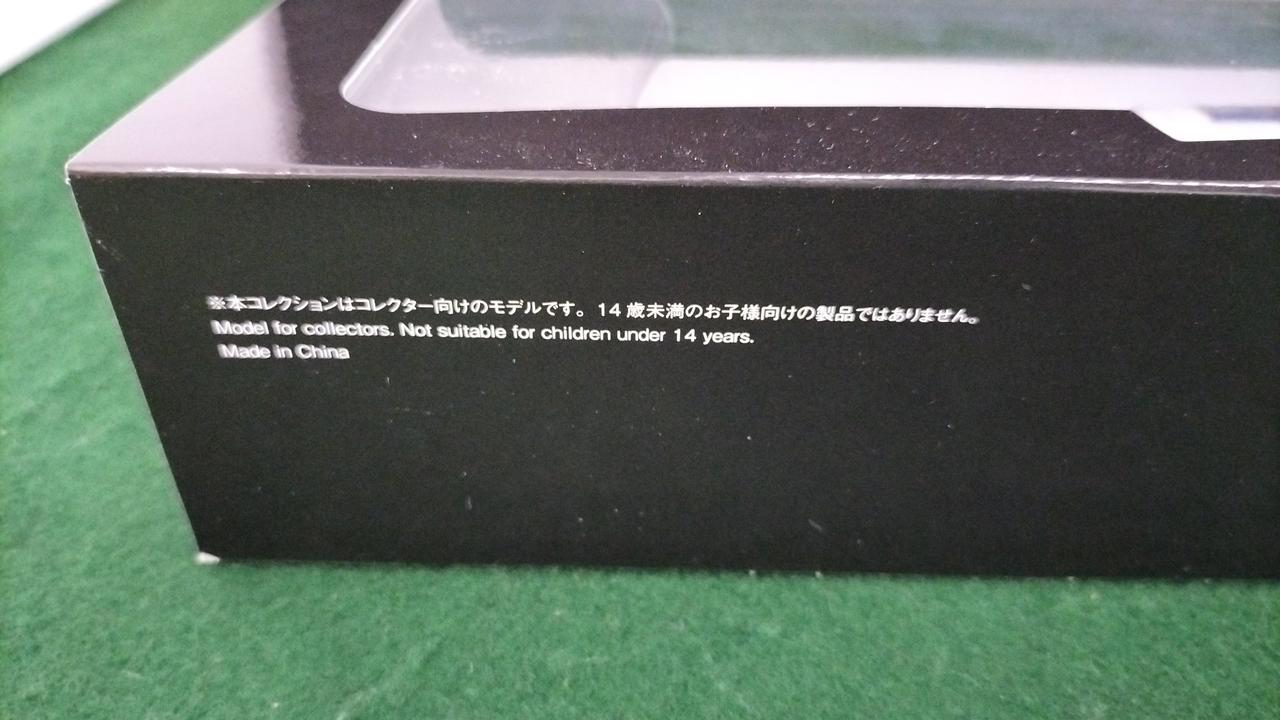 ※本コレクションはコレクター向けのモデルです。14歳未満のお子様向けの製品ではありません。
Model for collectors. Not suitable for children under 14 years.
Made in China